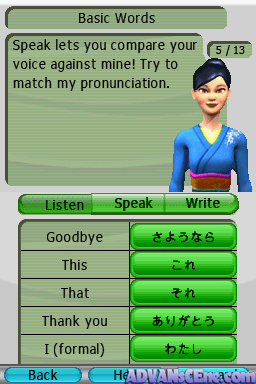 Basic Words
Speak lets you compare your
voice against mine! Try to
match my pronunciation.
5 / 13
Listen Speak Write
Goodbye さようなら
This これ
That それ
Thank you ありがとう
I (formal) わたし
Back
ADVANSCEne.com